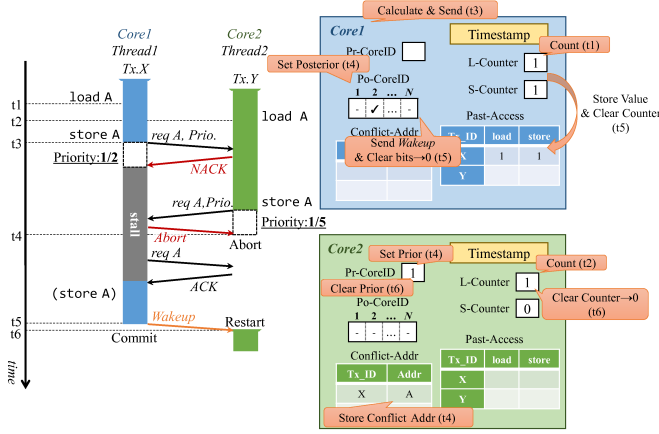 Core1
Thread1
Tx.X
Core2
Thread2
Tx.Y
t1
load A
t2
load A
store A
t3
req A, Prio.
Priority:1/2
NACK
stall
store A
req A,Prio.
Priority:1/5
Abort
t4
Abort
req A
ACK
(store A)
t5
Wakeup
Restart
t6
Commit
time
Calculate & Send (t3)
Core1
Timestamp
Pr-CoreID
Count (t1)
L-Counter
1
Set Posterior (t4)
Po-CoreID
1 2 ... N
- ✓ ... -
S-Counter
1
Store Value
& Clear Counter
(t5)
Past-Access
Conflict-Addr
Send Wakeup
& Clear bits→0 (t5)
Tx_ID load store
X 1 1
Y
Core2
Set Prior (t4)
Timestamp
Pr-CoreID
1
Count (t2)
L-Counter
1
Clear Prior (t6)
Po-CoreID
1 2 ... N
- - ... -
S-Counter
0
Clear Counter→0
(t6)
Past-Access
Conflict-Addr
Tx_ID Addr
X A
Tx_ID load store
X
Y
Store Conflict Addr (t4)